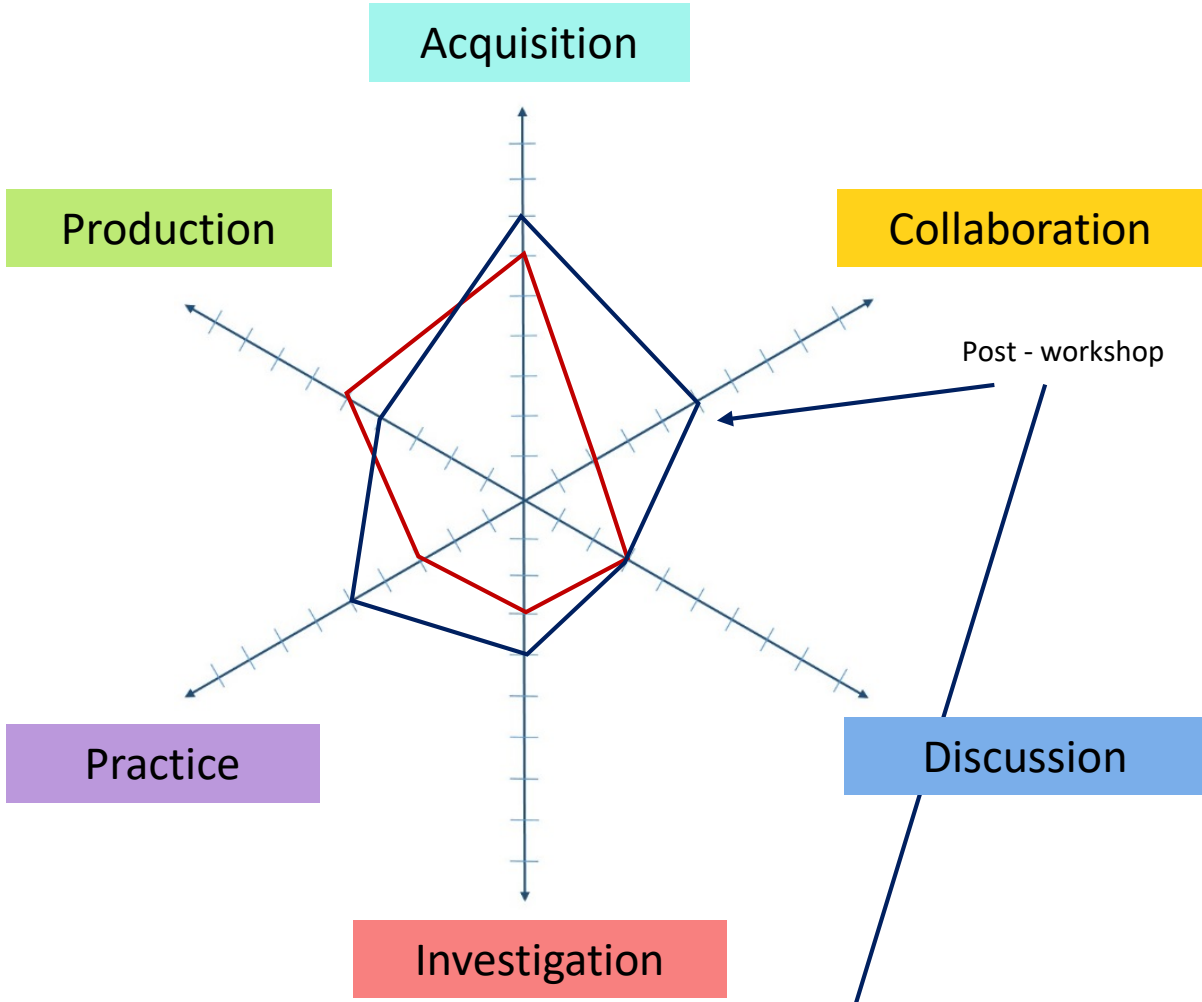 Acquisition
Production
Collaboration
Post - workshop
Practice
Discussion
Investigation